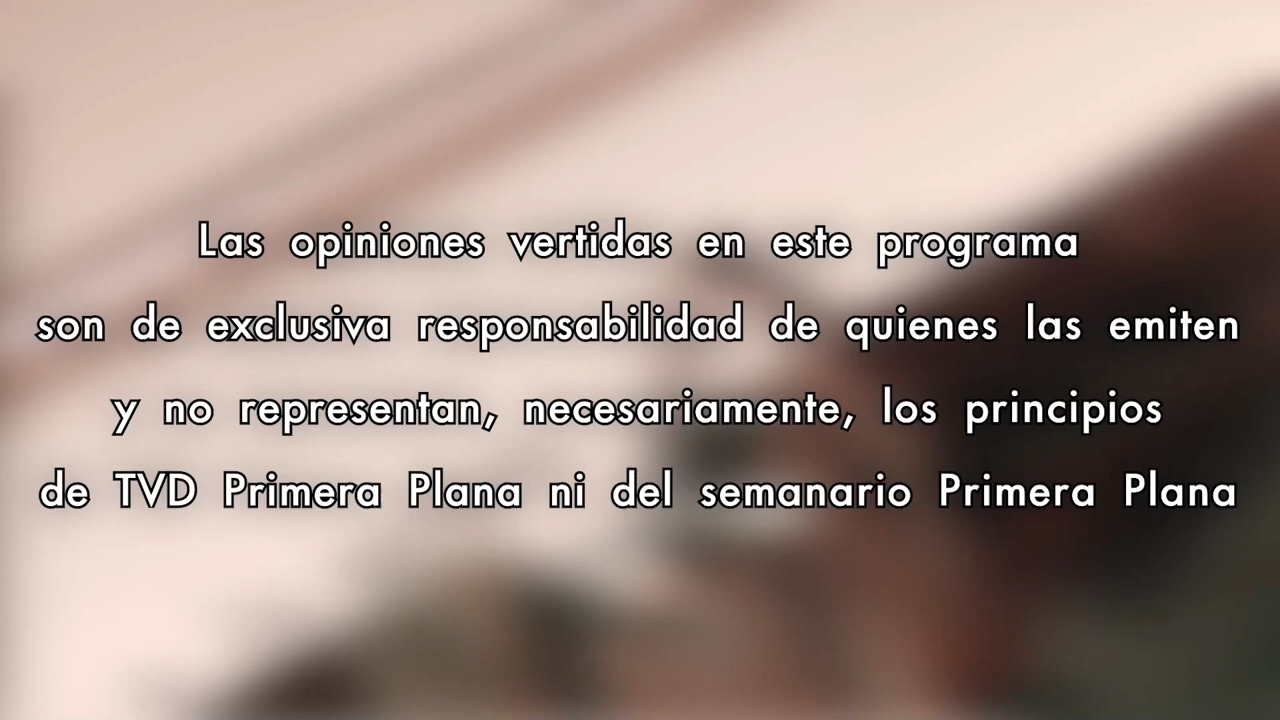 Las opiniones vertidas en este programa
son de exclusiva responsabilidad de quienes las emiten
y no representan, necesariamente, los principios
de TVD Primera Plana ni del semanario Primera Plana